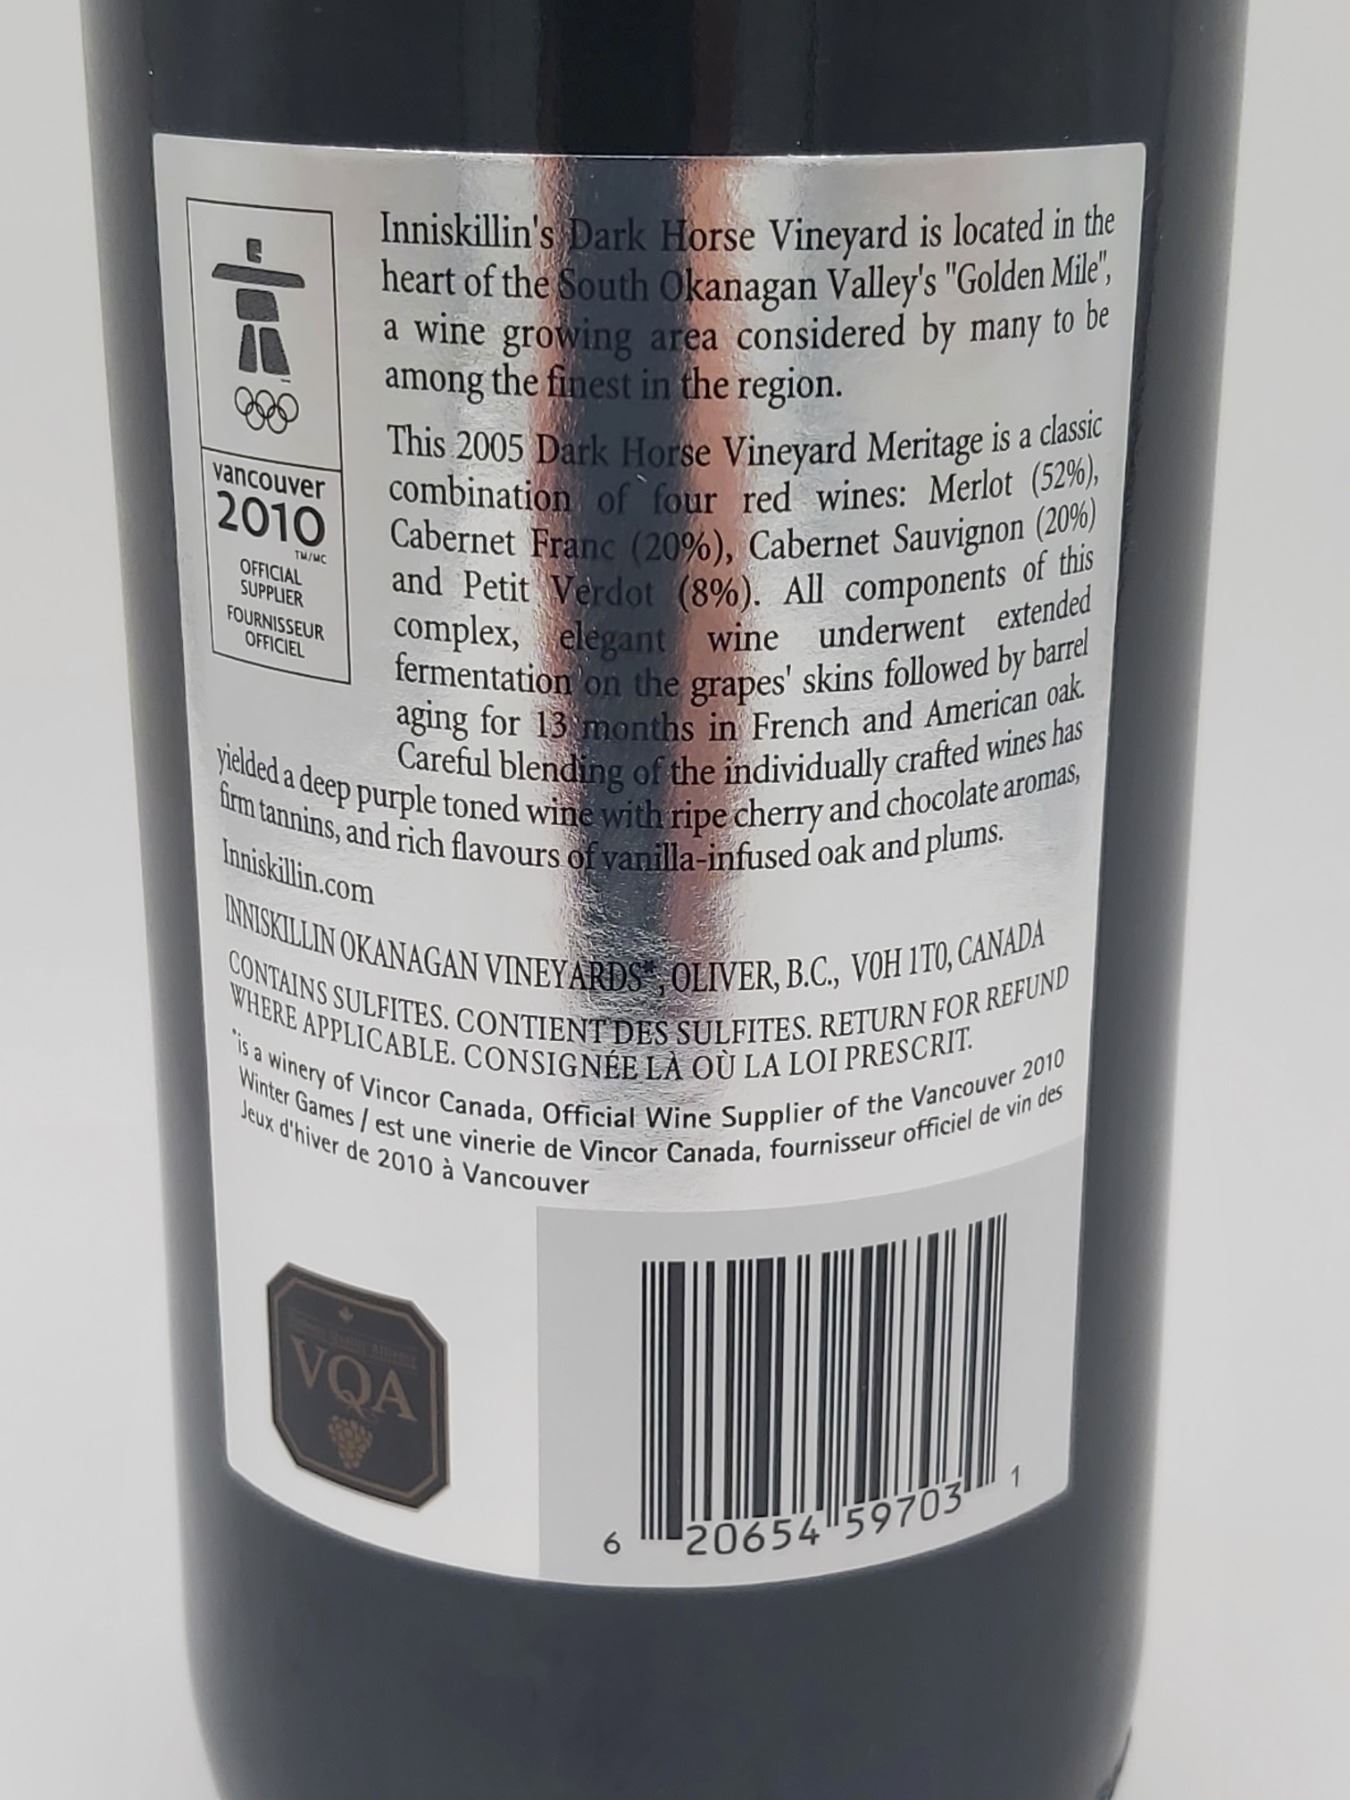 Inniskillin's Dark Horse Vineyard is located in the
heart of the South Okanagan Valley's "Golden Mile",
a wine growing area considered by many to be
among the finest in the region.
This 2005 Dark Horse Vineyard Meritage is a classic
combination of four red wines: Merlot (52%),
Cabernet Franc (20%), Cabernet Sauvignon (20%)
and Petit Verdot (8%). All components of this
complex, elegant wine underwent extended
fermentation on the grapes' skins followed by barrel
aging for 13 months in French and American oak.
Careful blending of the individually crafted wines has
yielded a deep purple toned wine with ripe cherry and chocolate aromas,
firm tannins, and rich flavours of vanilla-infused oak and plums.
vancouver
2010
TM/MC
OFFICIAL
SUPPLIER
FOURNISSEUR
OFFICIEL
Inniskillin.com
INNISKILLIN OKANAGAN VINEYARDS*, OLIVER, B.C., V0H 1T0, CANADA
CONTAINS SULFITES. CONTIENT DES SULFITES. RETURN FOR REFUND
WHERE APPLICABLE. CONSIGNÉE LÀ OÙ LA LOI PRESCRIT.
*is a winery of Vincor Canada, Official Wine Supplier of the Vancouver 2010
Winter Games / est une vinerie de Vincor Canada, fournisseur officiel de vin des
Jeux d'hiver de 2010 à Vancouver
VQA
6 20654 59703 1